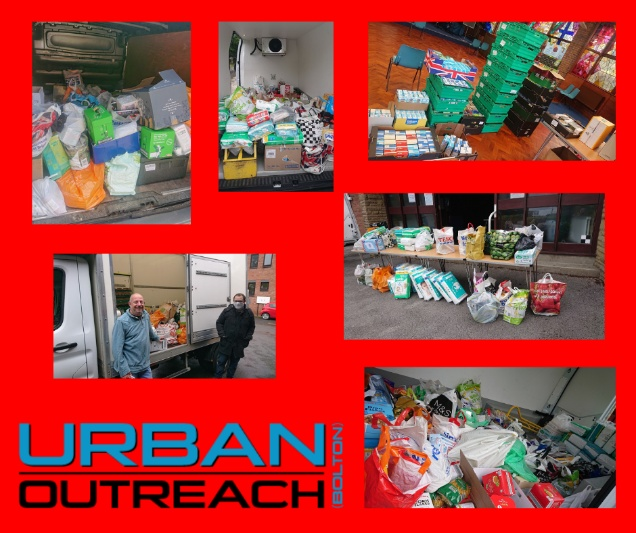 M&S
URBAN
OUTREACH
(BOLTON)